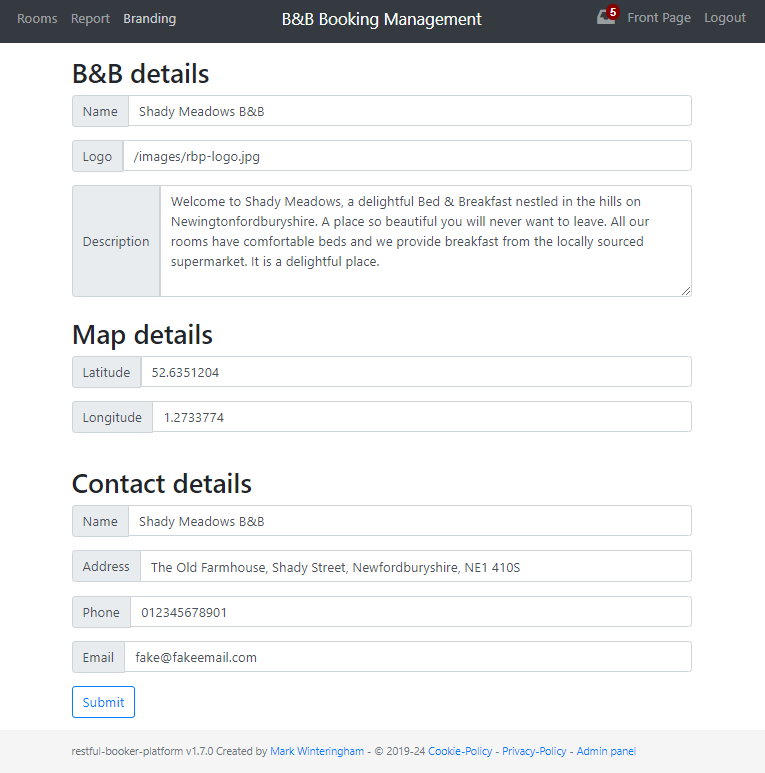 Rooms Report Branding B&B Booking Management 5 Front Page Logout
B&B details
Name Shady Meadows B&B
Logo /images/rbp-logo.jpg
Description Welcome to Shady Meadows, a delightful Bed & Breakfast nestled in the hills on
Newingtonfordburyshire. A place so beautiful you will never want to leave. All our
rooms have comfortable beds and we provide breakfast from the locally sourced
supermarket. It is a delightful place.
Map details
Latitude 52.6351204
Longitude 1.2733774
Contact details
Name Shady Meadows B&B
Address The Old Farmhouse, Shady Street, Newfordburyshire, NE1 410S
Phone 012345678901
Email fake@fakeemail.com
Submit
restful-booker-platform v1.7.0 Created by Mark Winteringham - © 2019-24 Cookie-Policy - Privacy-Policy - Admin panel